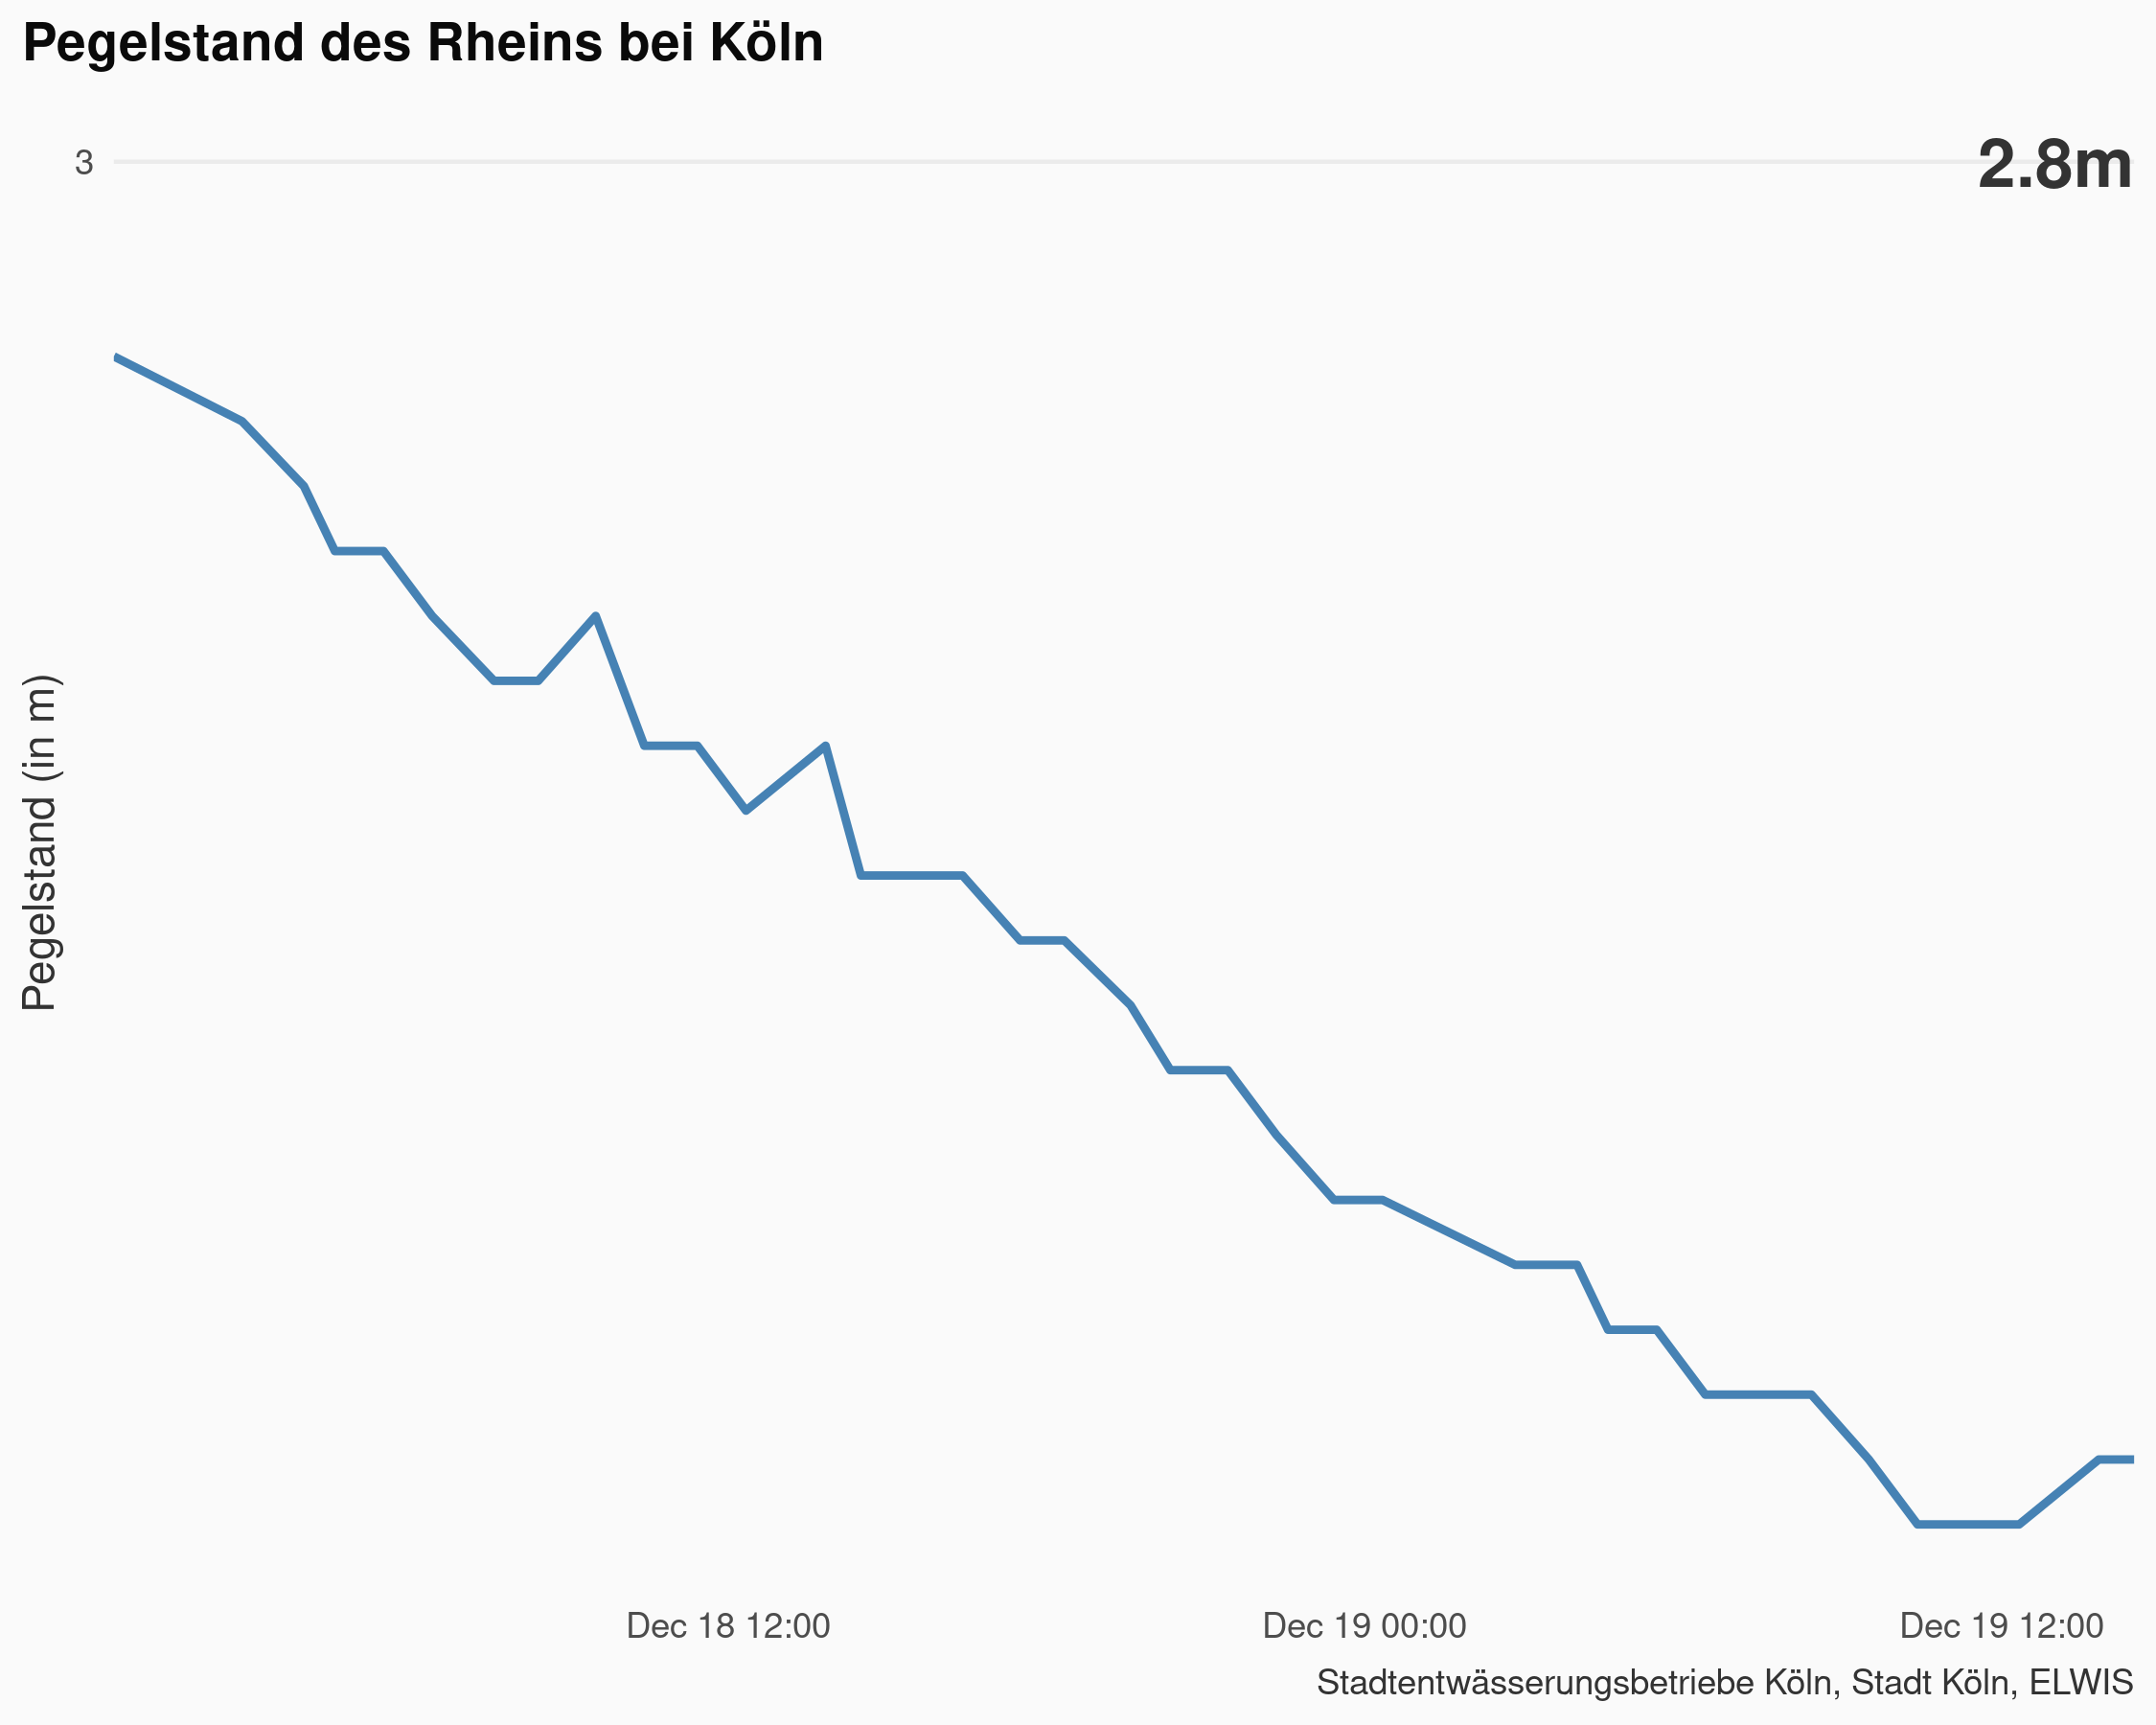 Pegelstand des Rheins bei Köln
3
2.8m
Pegelstand (in m)
Dec 18 12:00
Dec 19 00:00
Dec 19 12:00
Stadtentwässerungsbetriebe Köln, Stadt Köln, ELWIS